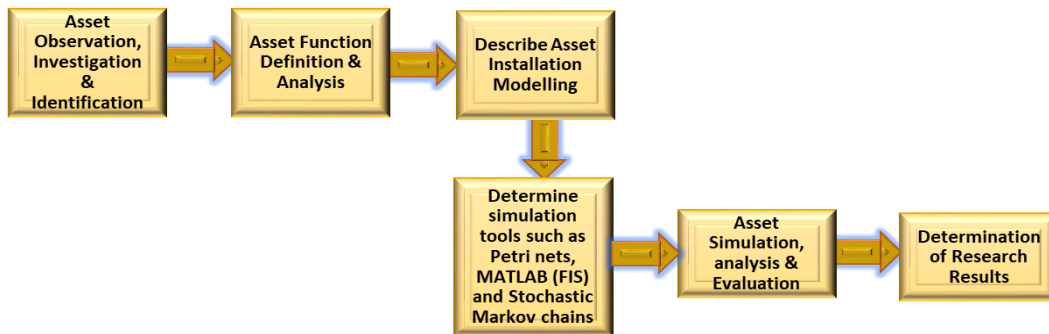 Asset
Observation,
Investigation
&
Identification
Asset Function
Definition &
Analysis
Describe Asset
Installation
Modelling
Determine
simulation
tools such as
Petri nets,
MATLAB (FIS)
and Stochastic
Markov chains
Asset
Simulation,
analysis &
Evaluation
Determination
of Research
Results